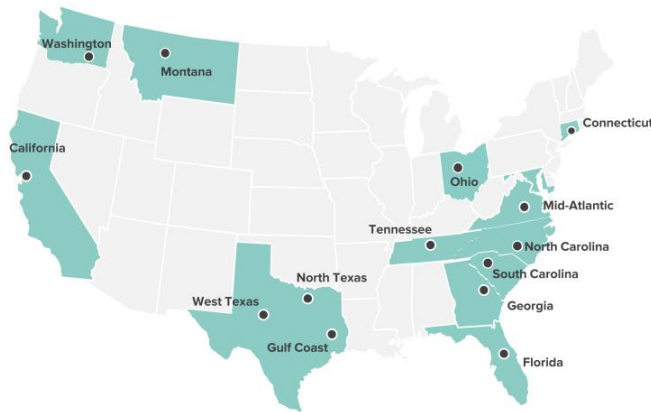 Washington
Montana
Connecticut
California
Ohio
Mid-Atlantic
Tennessee
North Carolina
North Texas
South Carolina
West Texas
Georgia
Gulf Coast
Florida